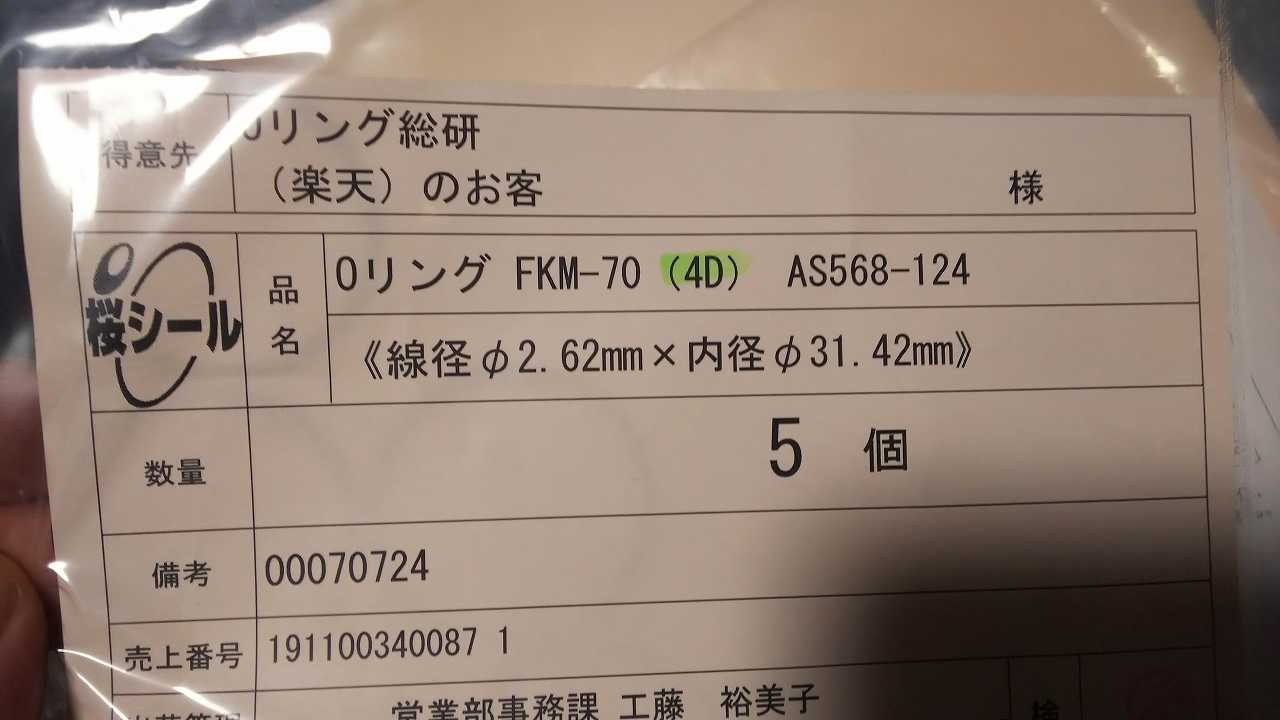 得意先
Oリング総研
（楽天）のお客 様
桜シール
品名
Oリング FKM-70（4D） AS568-124
《線径φ2.62mm×内径φ31.42mm》
数量 5 個
備考 00070724
売上番号 191100340087 1
営業部事務課 工藤 裕美子
検